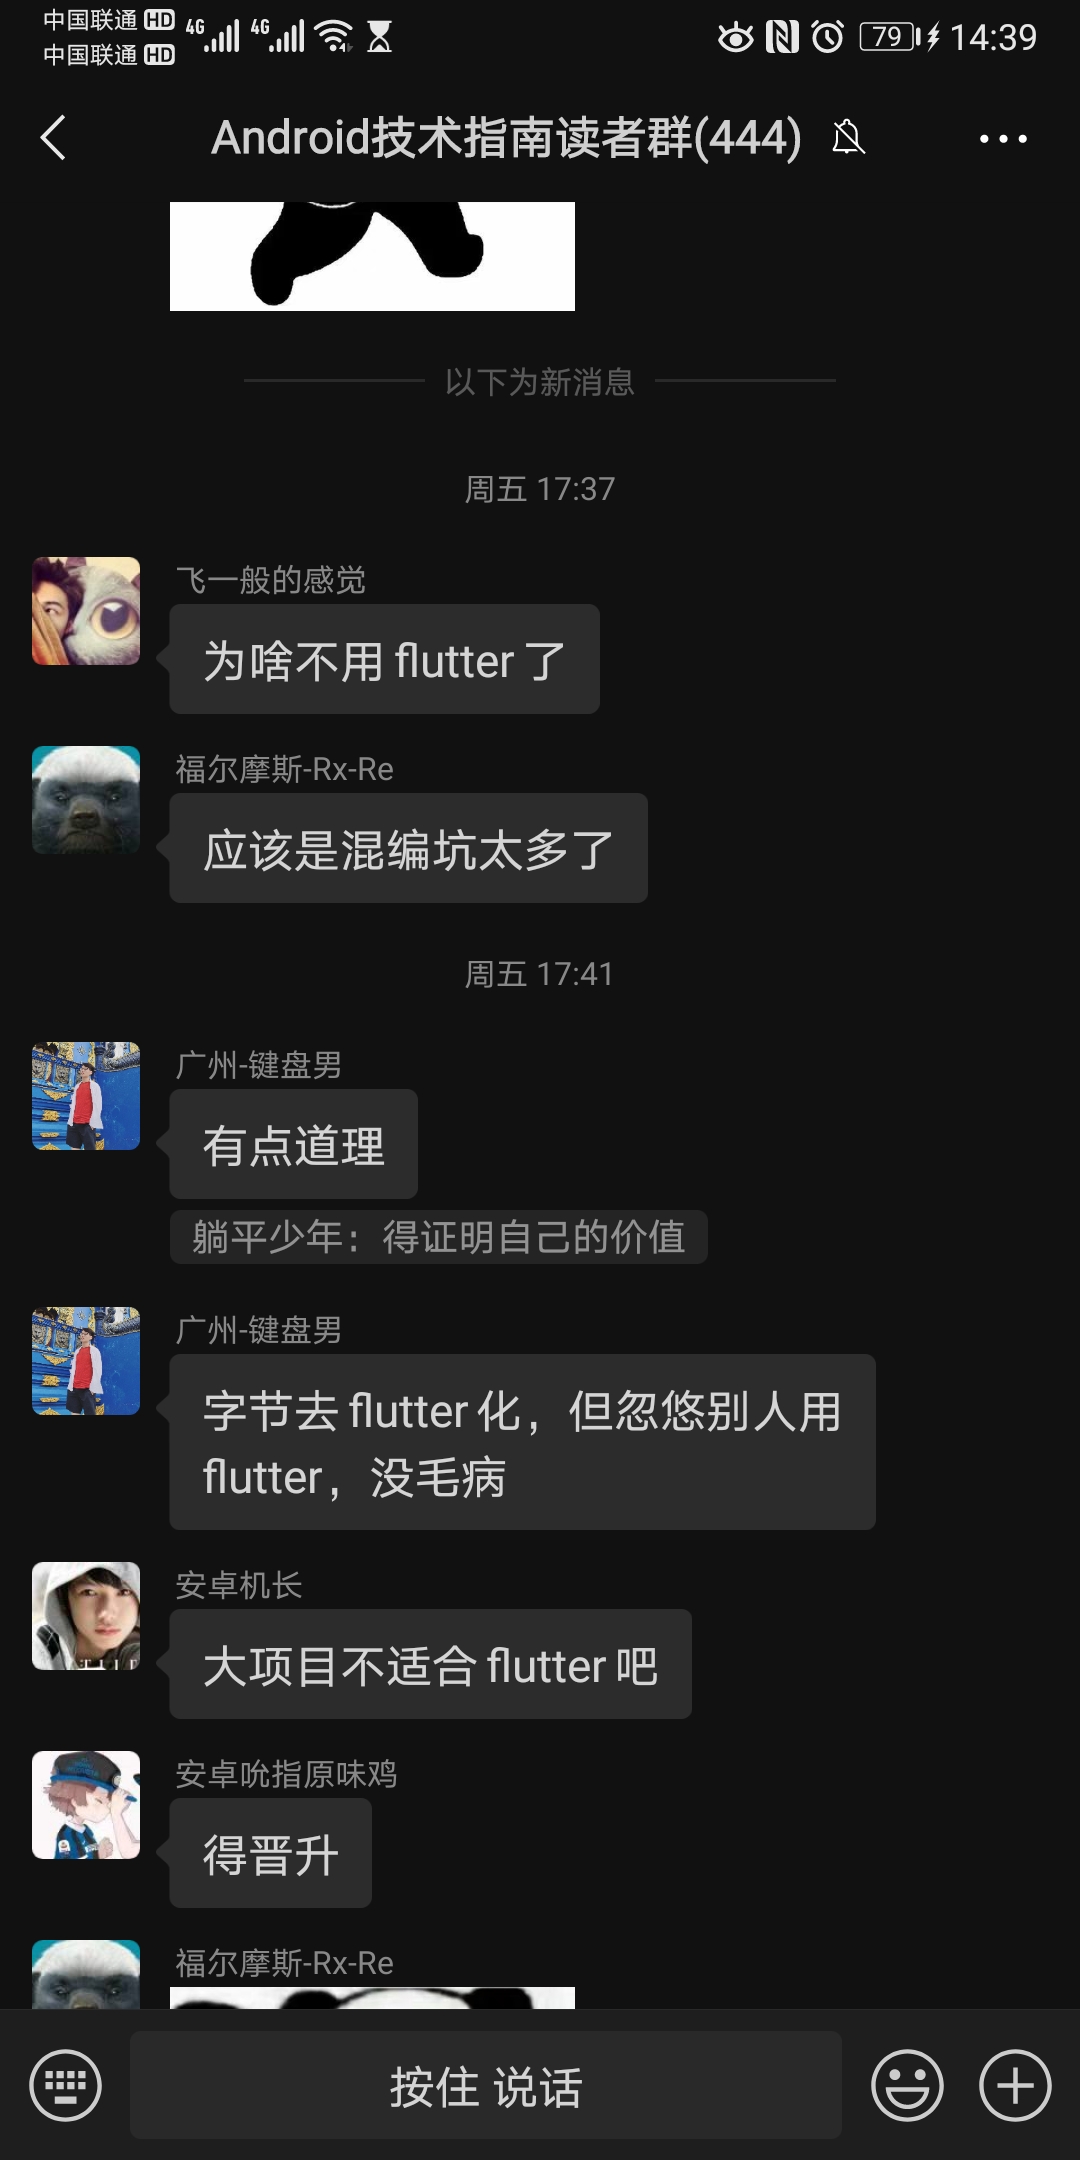 中国联通 HD 4G 4G 79 14:39
中国联通 HD
Android技术指南读者群(444)
以下为新消息
周五 17:37
飞一般的感觉
为啥不用 flutter 了
福尔摩斯-Rx-Re
应该是混编坑太多了
周五 17:41
广州-键盘男
有点道理
躺平少年：得证明自己的价值
广州-键盘男
字节去 flutter 化，但忽悠别人用
flutter，没毛病
安卓机长
大项目不适合 flutter 吧
安卓吮指原味鸡
得晋升
福尔摩斯-Rx-Re
按住 说话